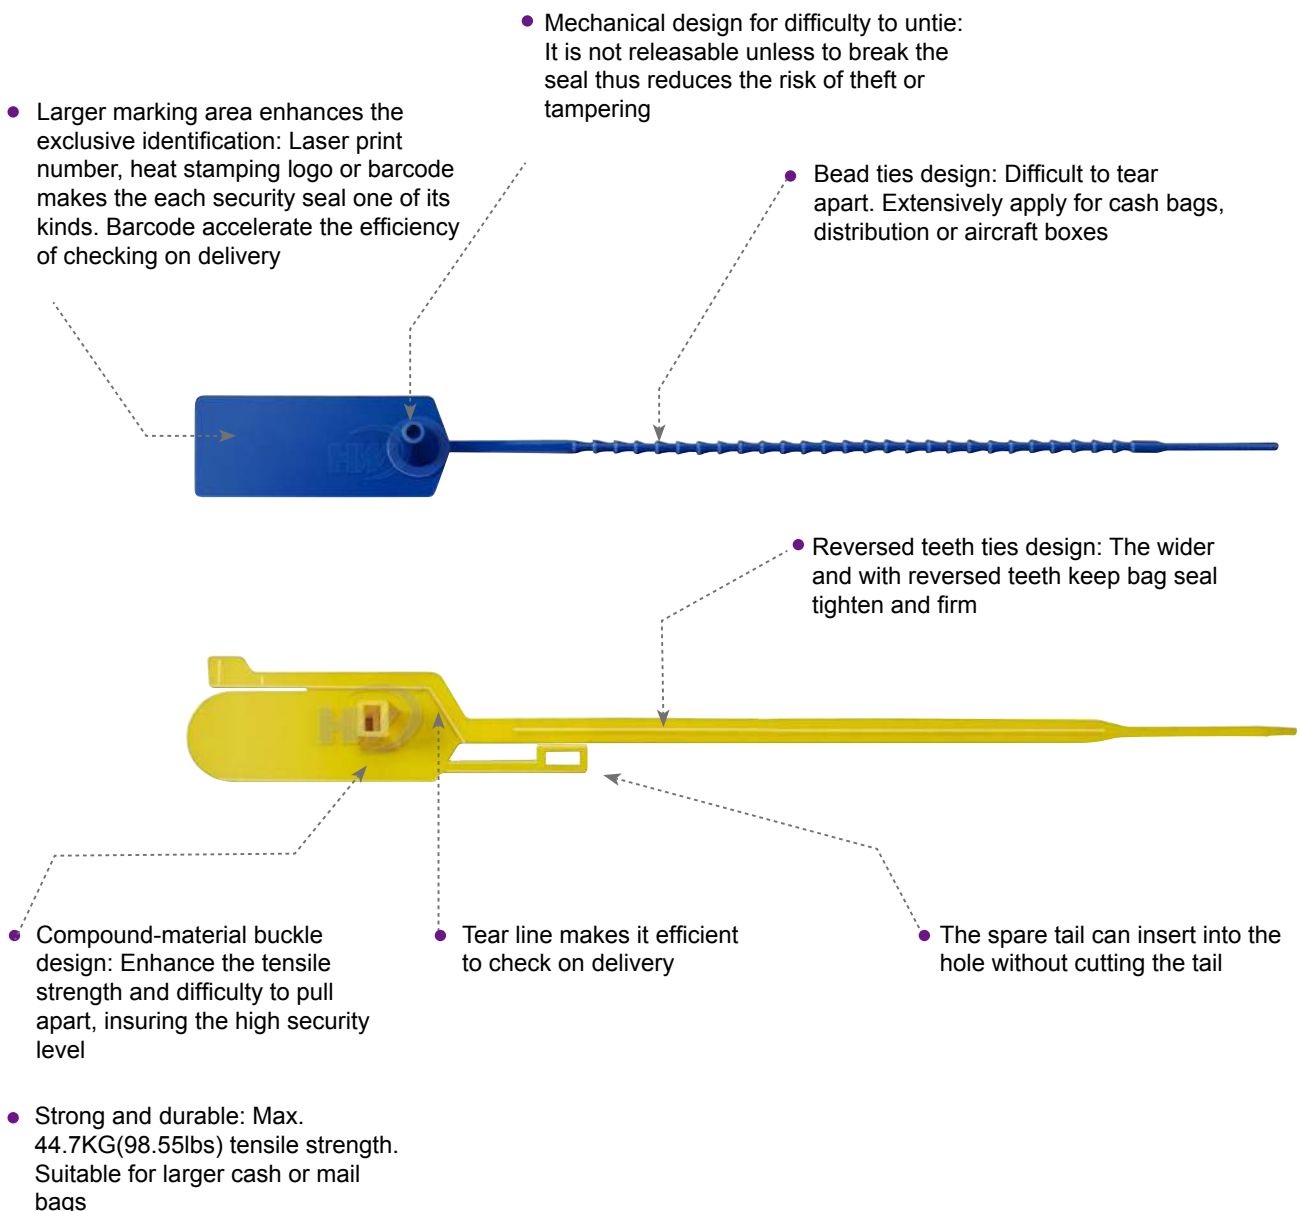 Mechanical design for difficulty to untie:
It is not releasable unless to break the
seal thus reduces the risk of theft or
tampering
Larger marking area enhances the
exclusive identification: Laser print
number, heat stamping logo or barcode
makes the each security seal one of its
kinds. Barcode accelerate the efficiency
of checking on delivery
Bead ties design: Difficult to tear
apart. Extensively apply for cash bags,
distribution or aircraft boxes
Reversed teeth ties design: The wider
and with reversed teeth keep bag seal
tighten and firm
Compound-material buckle
design: Enhance the tensile
strength and difficulty to pull
apart, insuring the high security
level
Tear line makes it efficient
to check on delivery
The spare tail can insert into the
hole without cutting the tail
Strong and durable: Max.
44.7KG(98.55lbs) tensile strength.
Suitable for larger cash or mail
bags